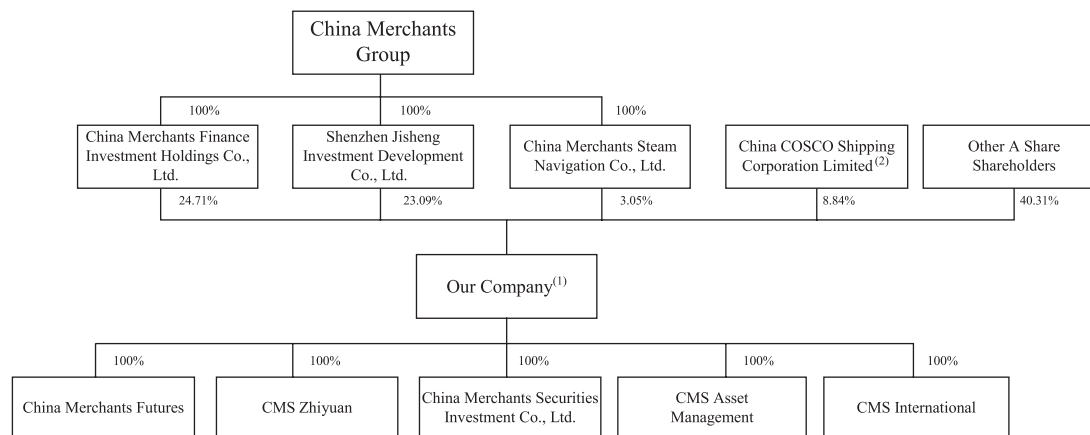 China Merchants
Group
100%
100%
100%
China Merchants Finance
Investment Holdings Co.,
Ltd.
Shenzhen Jisheng
Investment Development
Co., Ltd.
China Merchants Steam
Navigation Co., Ltd.
China COSCO Shipping
Corporation Limited(2)
Other A Share
Shareholders
24.71%
23.09%
3.05%
8.84%
40.31%
Our Company(1)
100%
100%
100%
100%
100%
China Merchants Futures
CMS Zhiyuan
China Merchants Securities
Investment Co., Ltd.
CMS Asset
Management
CMS International